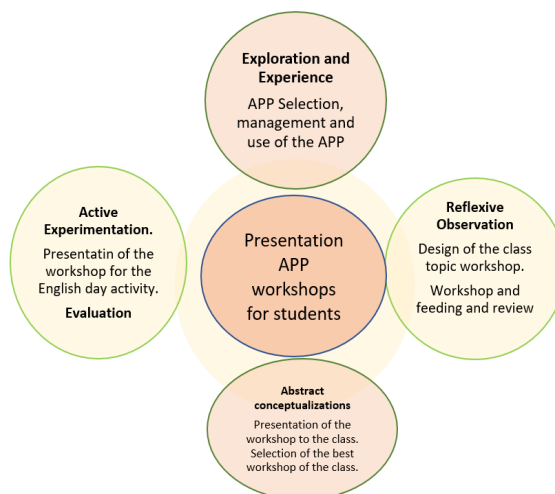 Exploration and
Experience
APP Selection,
management and
use of the APP
Active
Experimentation.
Presentatin of the
workshop for the
English day activity.
Evaluation
Presentation
APP
workshops
for students
Reflexive
Observation
Design of the class
topic workshop.
Workshop and
feeding and review
Abstract
conceptualizations
Presentation of the
workshop to the class.
Selection of the best
workshop of the class.